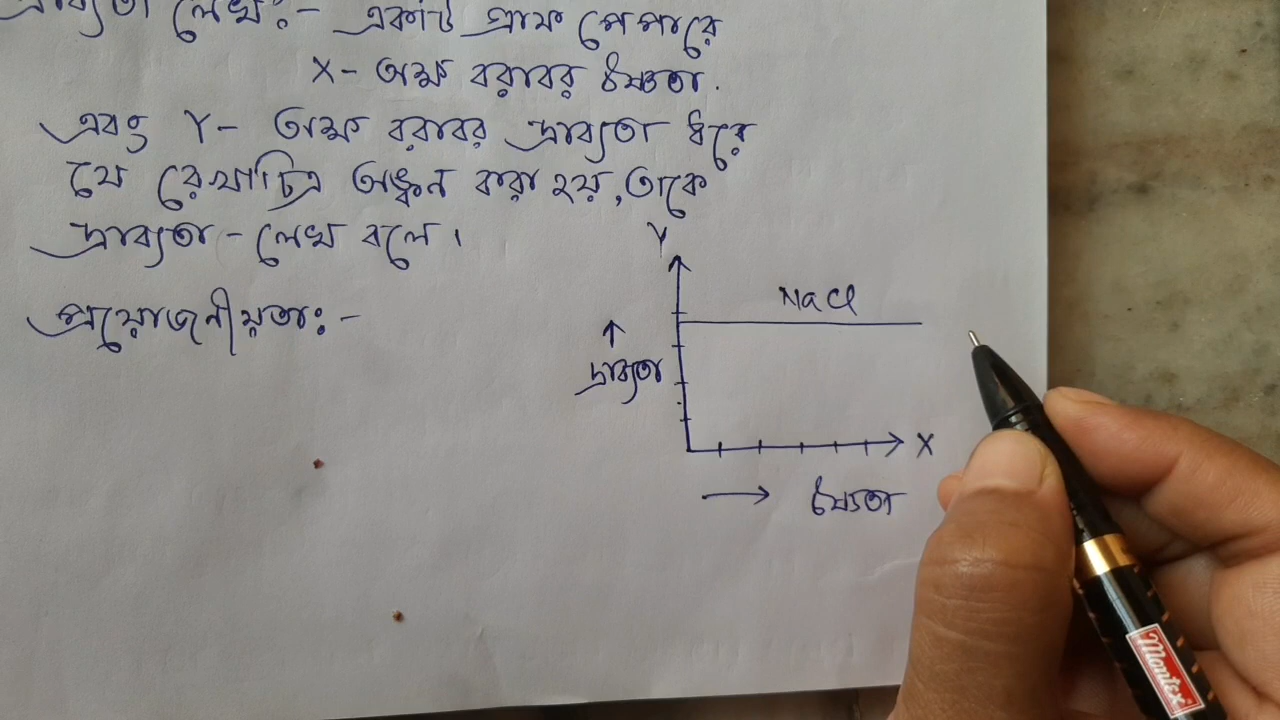 দ্রাব্যতা লেখ :- একটি গ্রাফ পেপারে
X- অক্ষ বরাবর উষ্ণতা.
এবং Y- অক্ষ বরাবর দ্রাব্যতা ধরে
যে রেখাচিত্র অঙ্কন করা হয়, তাকে
দ্রাব্যতা - লেখ বলে।
প্রয়োজনীয়তা :-
Y
NaCl
↑
দ্রাব্যতা
X
→ উষ্ণতা
Montex